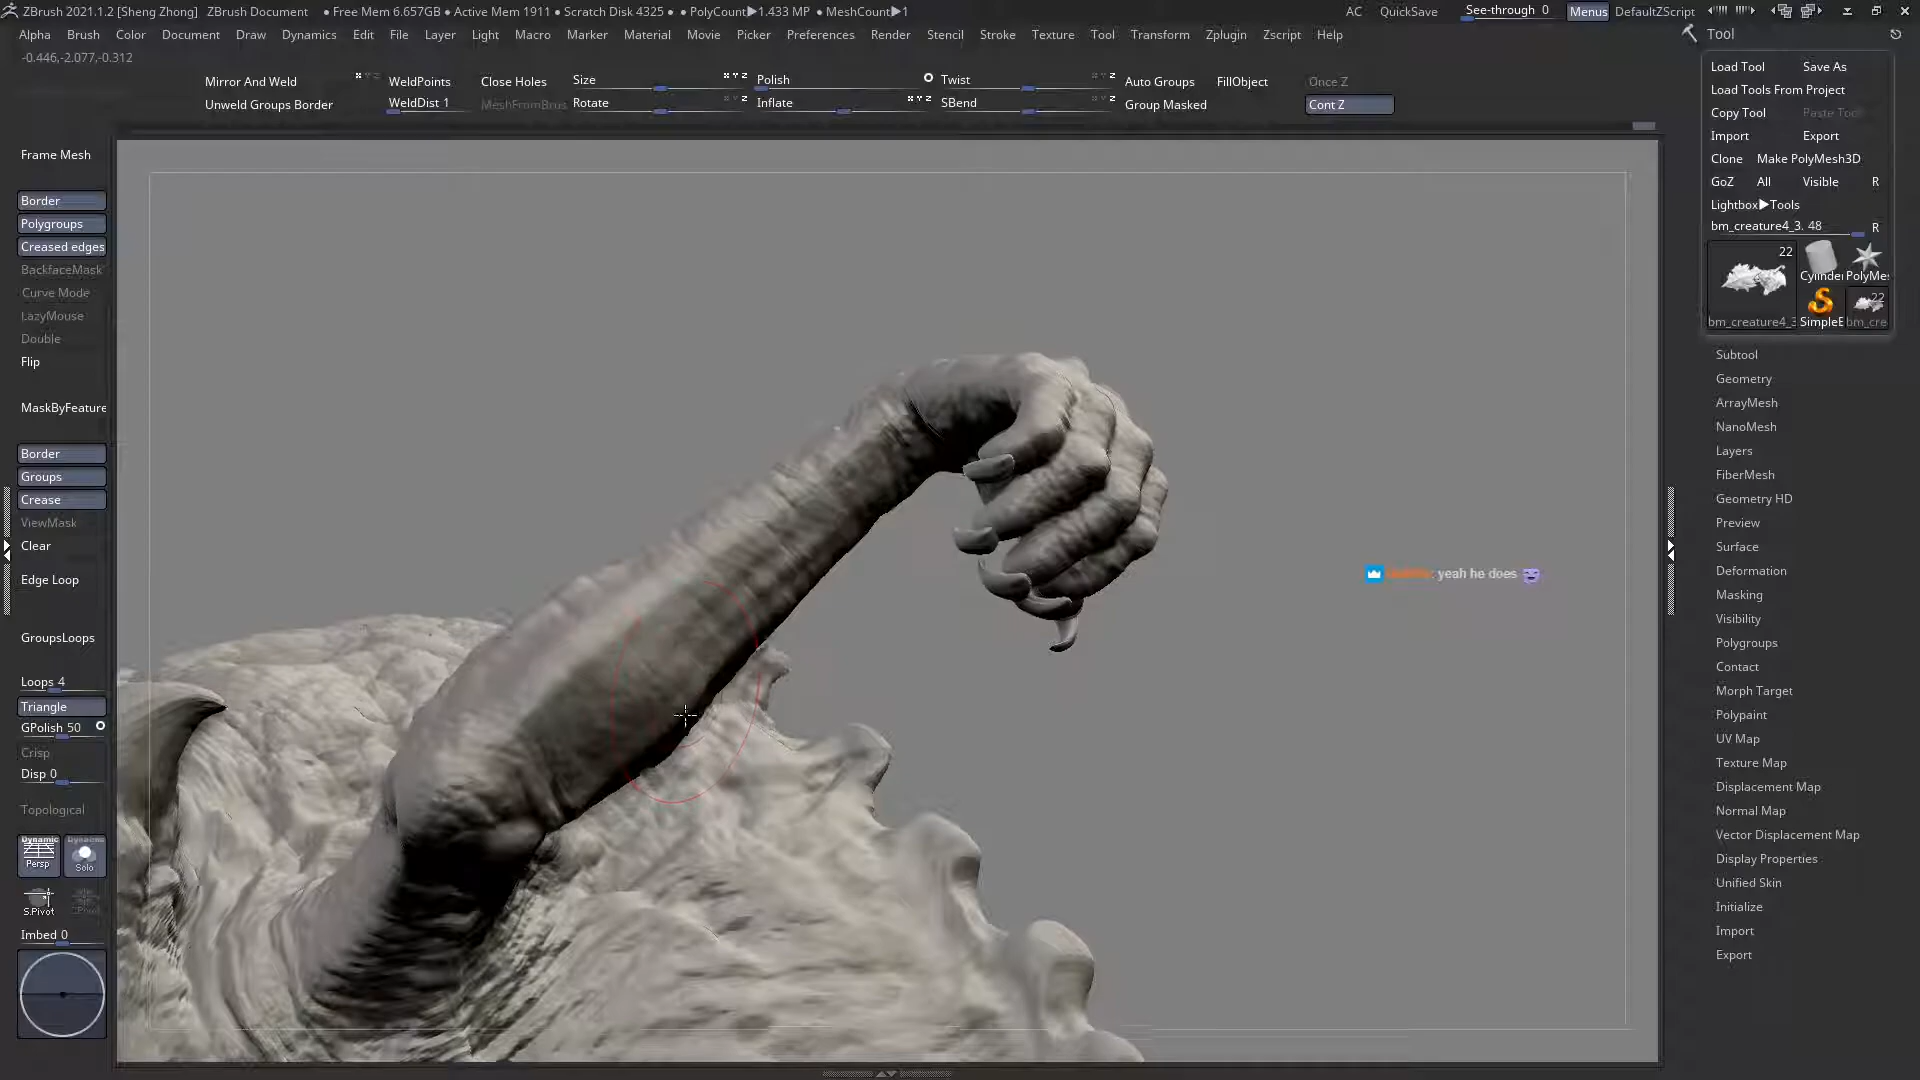 ZBrush 2021.1.2 [Sheng Zhong] ZBrush Document • Free Mem 6.657GB • Active Mem 1911 • Scratch Disk 4325 • • PolyCount▶1.433 MP • MeshCount▶1 AC QuickSave See-through 0 Menus DefaultZScript
Alpha Brush Color Document Draw Dynamics Edit File Layer Light Macro Marker Material Movie Picker Preferences Render Stencil Stroke Texture Tool Transform Zplugin Zscript Help
-0.446,-2.077,-0.312
Mirror And Weld WeldPoints Close Holes Size Polish Twist Auto Groups FillObject Once Z
Unweld Groups Border WeldDist 1 MeshFromBrus Rotate Inflate SBend Group Masked Cont Z
Frame Mesh
Border
Polygroups
Creased edges
BackfaceMask
Curve Mode
LazyMouse
Double
Flip
MaskByFeature
Border
Groups
Crease
ViewMask
Clear
Edge Loop
GroupsLoops
Loops 4
Triangle
GPolish 50
Crisp
Disp 0
Topological
Dynamic
Persp
Solo
S.Pivot
Imbed 0
: yeah he does
Tool
Load Tool Save As
Load Tools From Project
Copy Tool Paste Too
Import Export
Clone Make PolyMesh3D
GoZ All Visible R
Lightbox▶Tools
bm_creature4_3. 48 R
22
Cylinder PolyMe
22
bm_creature4_3 SimpleE bm_cre
Subtool
Geometry
ArrayMesh
NanoMesh
Layers
FiberMesh
Geometry HD
Preview
Surface
Deformation
Masking
Visibility
Polygroups
Contact
Morph Target
Polypaint
UV Map
Texture Map
Displacement Map
Normal Map
Vector Displacement Map
Display Properties
Unified Skin
Initialize
Import
Export